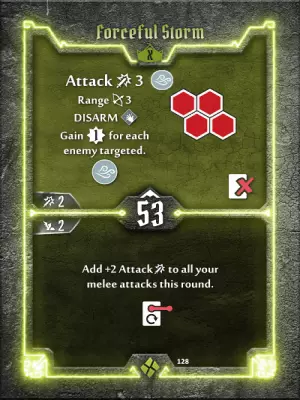 Forceful Storm
X
Attack 3
Range 3
DISARM
Gain 1 for each
enemy targeted.
2
53
2
Add +2 Attack to all your
melee attacks this round.
128